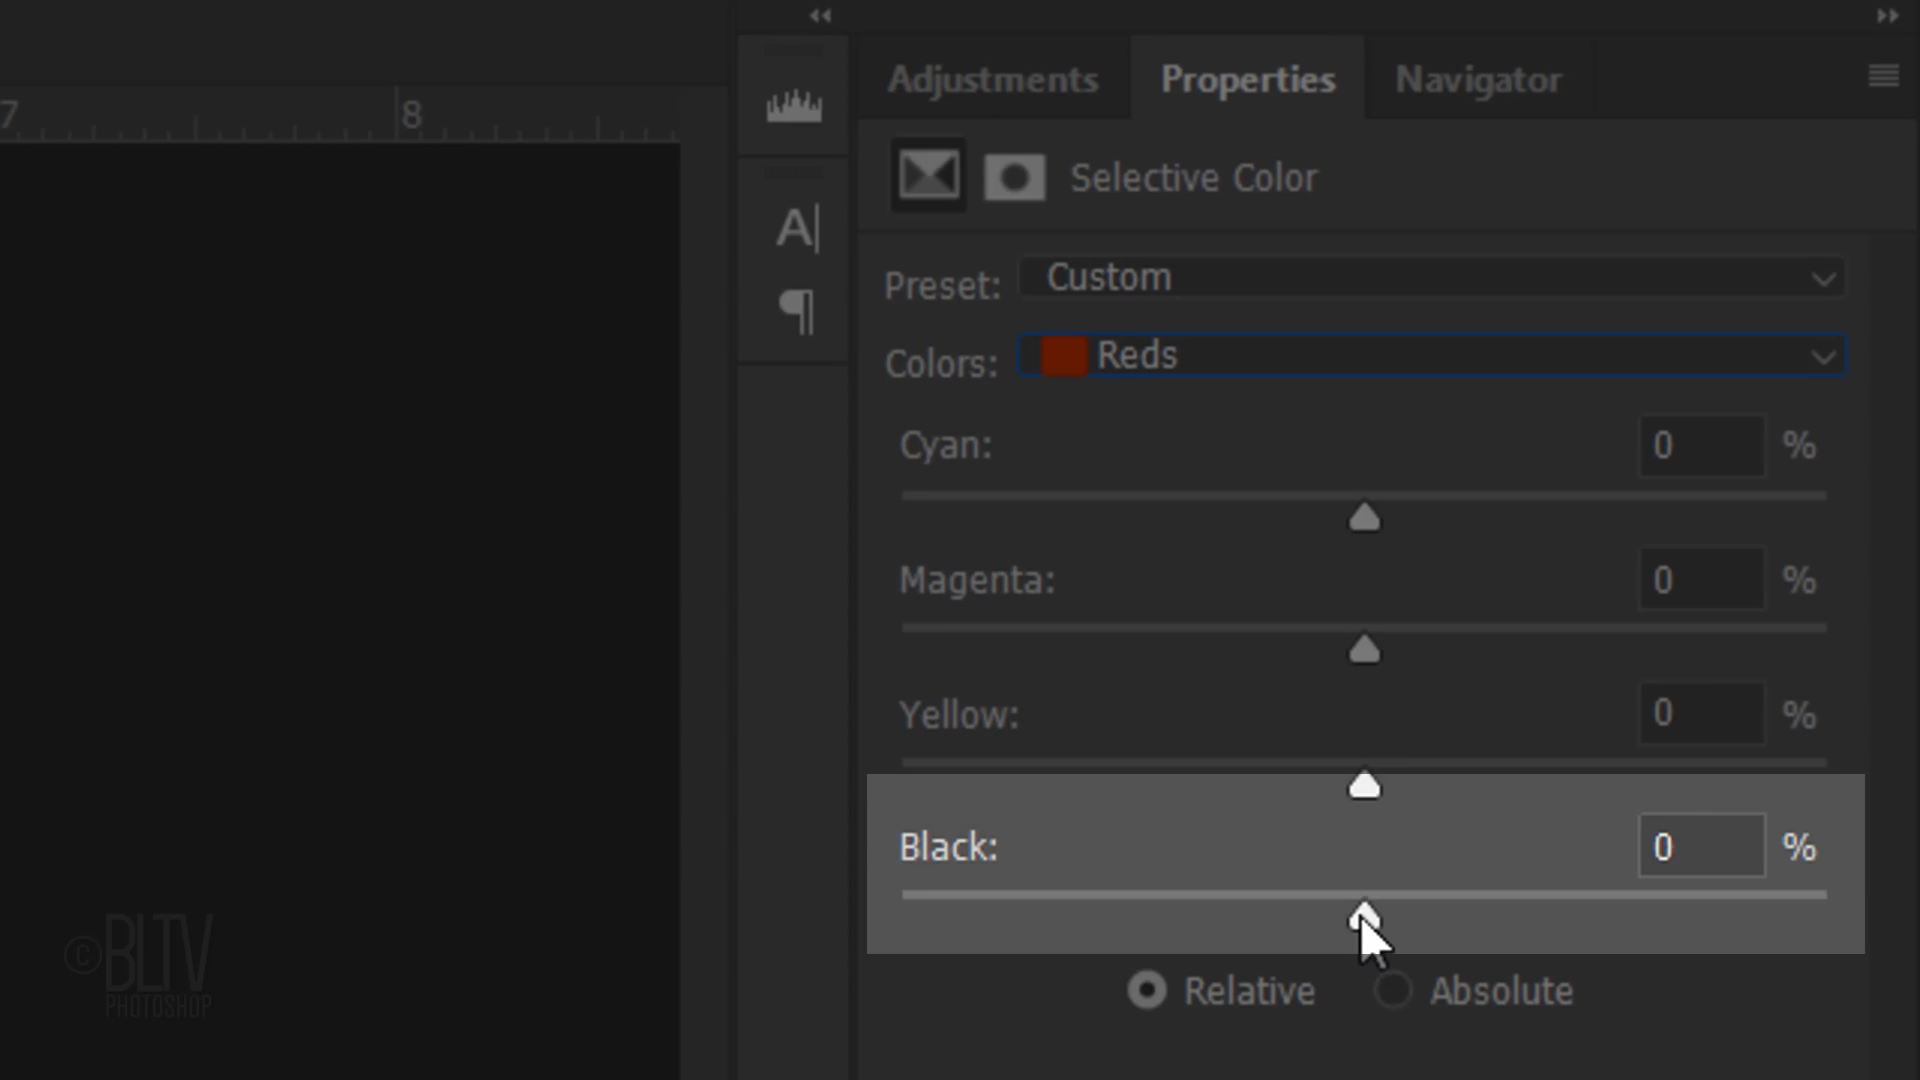 7
8
Adjustments Properties Navigator
A
¶
Selective Color
Preset: Custom
Colors: Reds
Cyan: 0 %
Magenta: 0 %
Yellow: 0 %
Black: 0 %
Relative Absolute
©BLTV
PHOTOSHOP